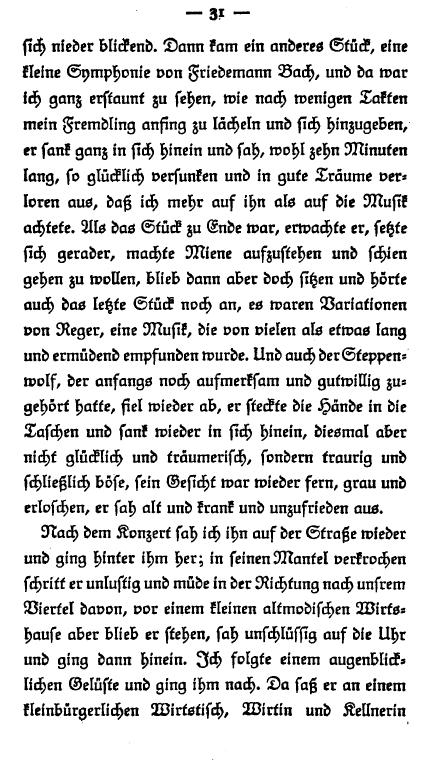 — 31 —
sich nieder blickend. Dann kam ein anderes Stück, eine
kleine Symphonie von Friedemann Bach, und da war
ich ganz erstaunt zu sehen, wie nach wenigen Takten
mein Fremdling anfing zu lächeln und sich hinzugeben,
er sank ganz in sich hinein und sah, wohl zehn Minuten
lang, so glücklich versunken und in gute Träume ver-
loren aus, daß ich mehr auf ihn als auf die Musik
achtete. Als das Stück zu Ende war, erwachte er, setzte
sich gerader, machte Miene aufzustehen und schien
gehen zu wollen, blieb dann aber doch sitzen und hörte
auch das letzte Stück noch an, es waren Variationen
von Reger, eine Musik, die von vielen als etwas lang
und ermüdend empfunden wurde. Und auch der Steppen-
wolf, der anfangs noch aufmerksam und gutwillig zu-
gehört hatte, fiel wieder ab, er steckte die Hände in die
Taschen und sank wieder in sich hinein, diesmal aber
nicht glücklich und träumerisch, sondern traurig und
schließlich böse, sein Gesicht war wieder fern, grau und
erloschen, er sah alt und krank und unzufrieden aus.
Nach dem Konzert sah ich ihn auf der Straße wieder
und ging hinter ihm her; in seinen Mantel verkrochen
schritt er unlustig und müde in der Richtung nach unsrem
Viertel davon, vor einem kleinen altmodischen Wirts-
hause aber blieb er stehen, sah unschlüssig auf die Uhr
und ging dann hinein. Ich folgte einem augenblick-
lichen Gelüste und ging ihm nach. Da saß er an einem
kleinbürgerlichen Wirtstisch, Wirtin und Kellnerin